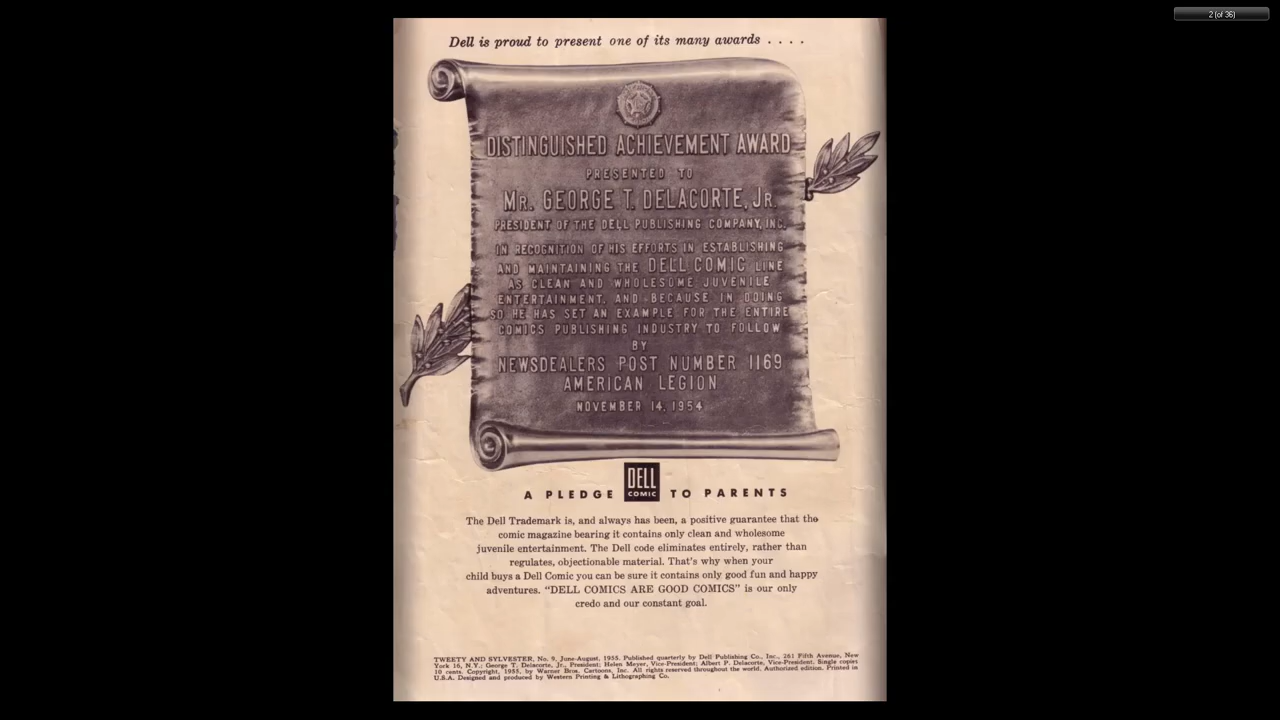 2 (of 36)
Dell is proud to present one of its many awards . . . .
DISTINGUISHED ACHIEVEMENT AWARD
PRESENTED TO
MR. GEORGE T. DELACORTE, JR.
PRESIDENT OF THE DELL PUBLISHING COMPANY, INC.
IN RECOGNITION OF HIS EFFORTS IN ESTABLISHING
AND MAINTAINING THE DELL COMIC LINE
AS CLEAN AND WHOLESOME JUVENILE
ENTERTAINMENT, AND BECAUSE IN DOING
SO HE HAS SET AN EXAMPLE FOR THE ENTIRE
COMICS PUBLISHING INDUSTRY TO FOLLOW
BY
NEWSDEALERS POST NUMBER 1169
AMERICAN LEGION
NOVEMBER 14, 1954
A PLEDGE DELL COMIC TO PARENTS
The Dell Trademark is, and always has been, a positive guarantee that the
comic magazine bearing it contains only clean and wholesome
juvenile entertainment. The Dell code eliminates entirely, rather than
regulates, objectionable material. That's why when your
child buys a Dell Comic you can be sure it contains only good fun and happy
adventures. "DELL COMICS ARE GOOD COMICS" is our only
credo and our constant goal.
TWEETY AND SYLVESTER, No. 9, June-August, 1955. Published quarterly by Dell Publishing Co., Inc., 261 Fifth Avenue, New
York 16, N.Y.; George T. Delacorte, Jr., President; Helen Meyer, Vice-President; Albert P. Delacorte, Vice-President. Single copies
10 cents. Copyright, 1955, by Warner Bros. Cartoons, Inc. All rights reserved throughout the world. Authorized edition. Printed in
U.S.A. Designed and produced by Western Printing & Lithographing Co.